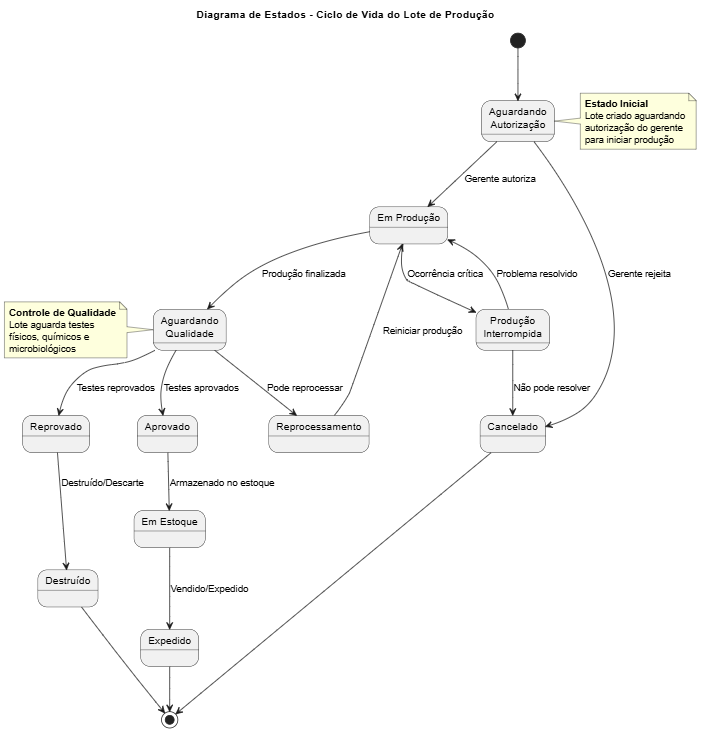 Diagrama de Estados - Ciclo de Vida do Lote de Produção
Aguardando
Autorização
Estado Inicial
Lote criado aguardando
autorização do gerente
para iniciar produção
Gerente autoriza
Em Produção
Produção finalizada
Ocorrência crítica
Problema resolvido
Gerente rejeita
Controle de Qualidade
Lote aguarda testes
físicos, químicos e
microbiológicos
Aguardando
Qualidade
Reiniciar produção
Produção
Interrompida
Testes reprovados
Testes aprovados
Pode reprocessar
Não pode resolver
Reprovado
Aprovado
Reprocessamento
Cancelado
Destruído/Descarte
Armazenado no estoque
Em Estoque
Destruído
Vendido/Expedido
Expedido